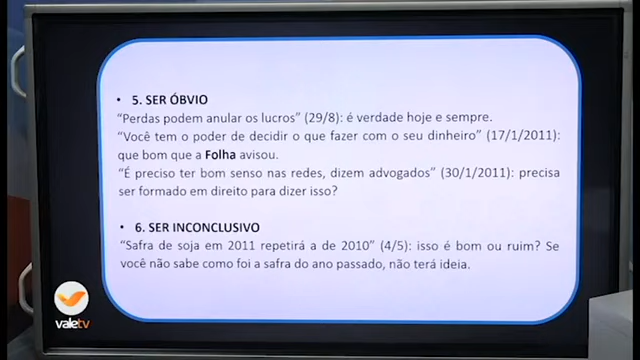 • 5. SER ÓBVIO
"Perdas podem anular os lucros" (29/8): é verdade hoje e sempre.
"Você tem o poder de decidir o que fazer com o seu dinheiro" (17/1/2011):
que bom que a Folha avisou.
"É preciso ter bom senso nas redes, dizem advogados" (30/1/2011): precisa
ser formado em direito para dizer isso?
• 6. SER INCONCLUSIVO
"Safra de soja em 2011 repetirá a de 2010" (4/5): isso é bom ou ruim? Se
você não sabe como foi a safra do ano passado, não terá ideia.
valetv